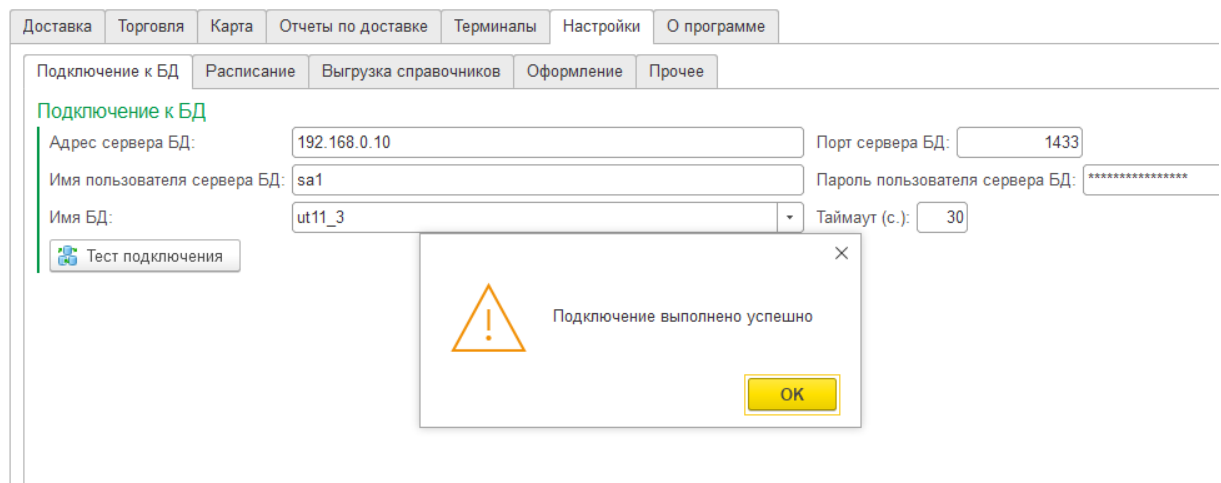 Доставка Торговля Карта Отчеты по доставке Терминалы Настройки О программе
Подключение к БД Расписание Выгрузка справочников Оформление Прочее
Подключение к БД
Адрес сервера БД: 192.168.0.10 Порт сервера БД: 1433
Имя пользователя сервера БД: sa1 Пароль пользователя сервера БД: ****************
Имя БД: ut11_3 Таймаут (с.): 30
Тест подключения
Подключение выполнено успешно
OK